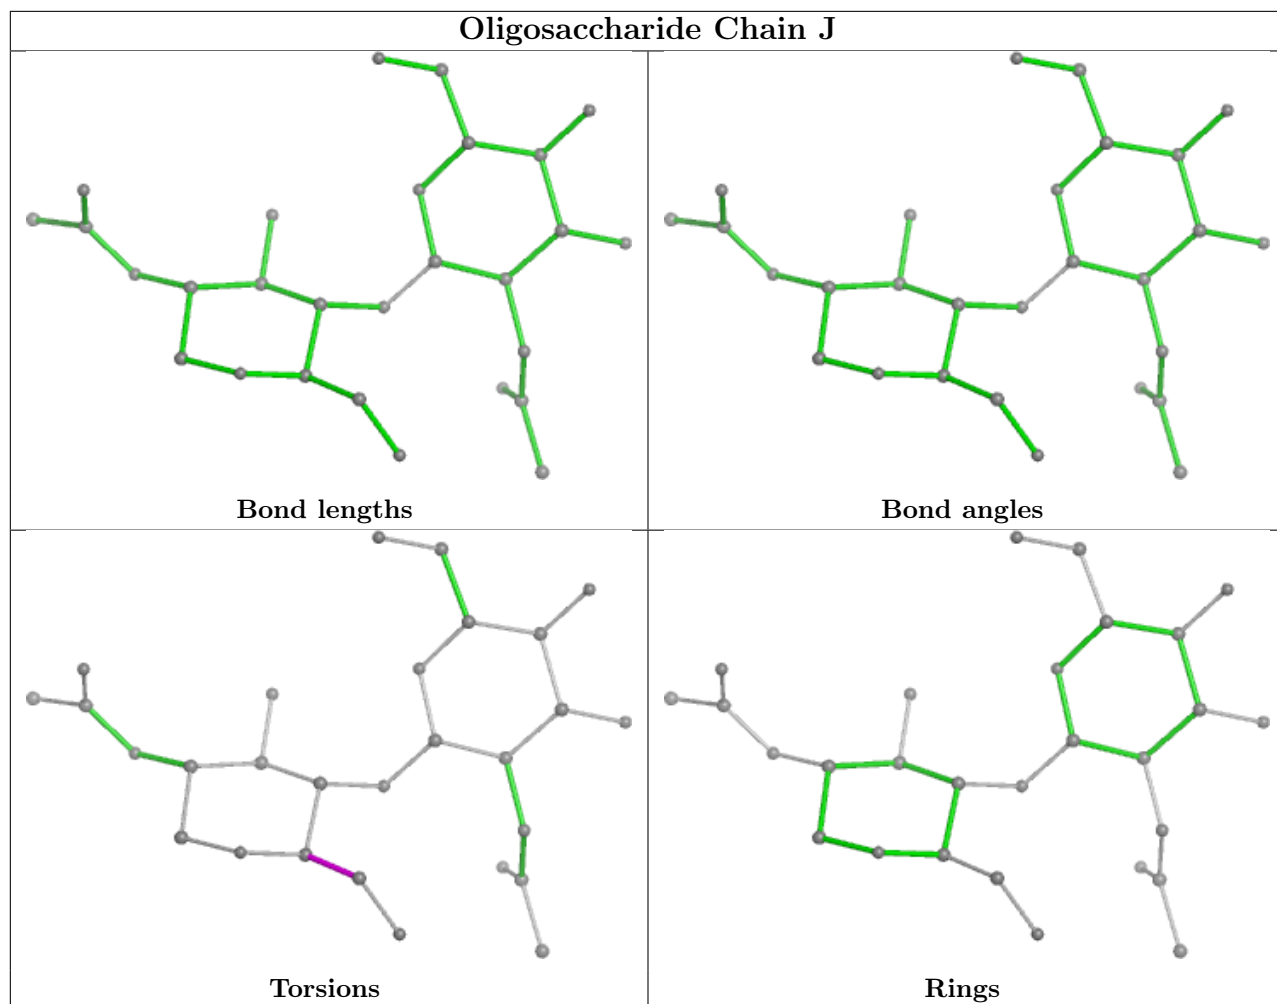 Oligosaccharide Chain J
Bond lengths
Bond angles
Torsions
Rings